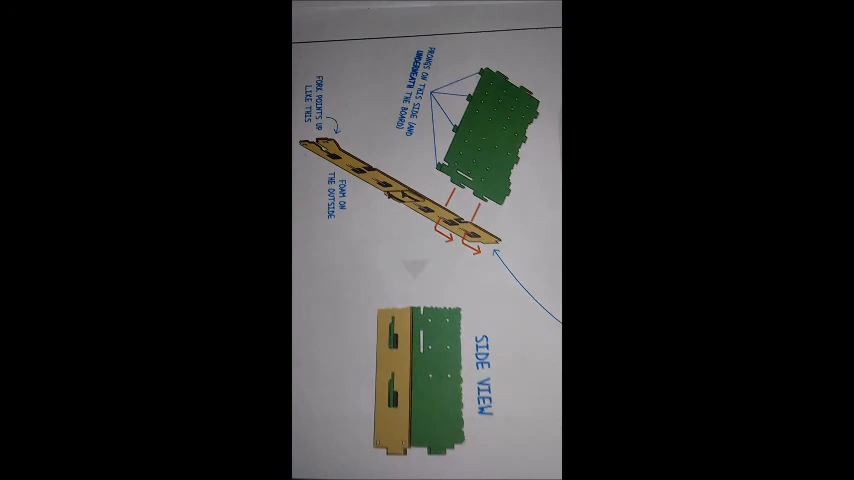 PRONGS ON THIS SIDE (AND
UNDERNEATH THE
BOARD)
FORK POINTS UP
LIKE THIS
FOAM ON
THE OUTSIDE
SIDE VIEW